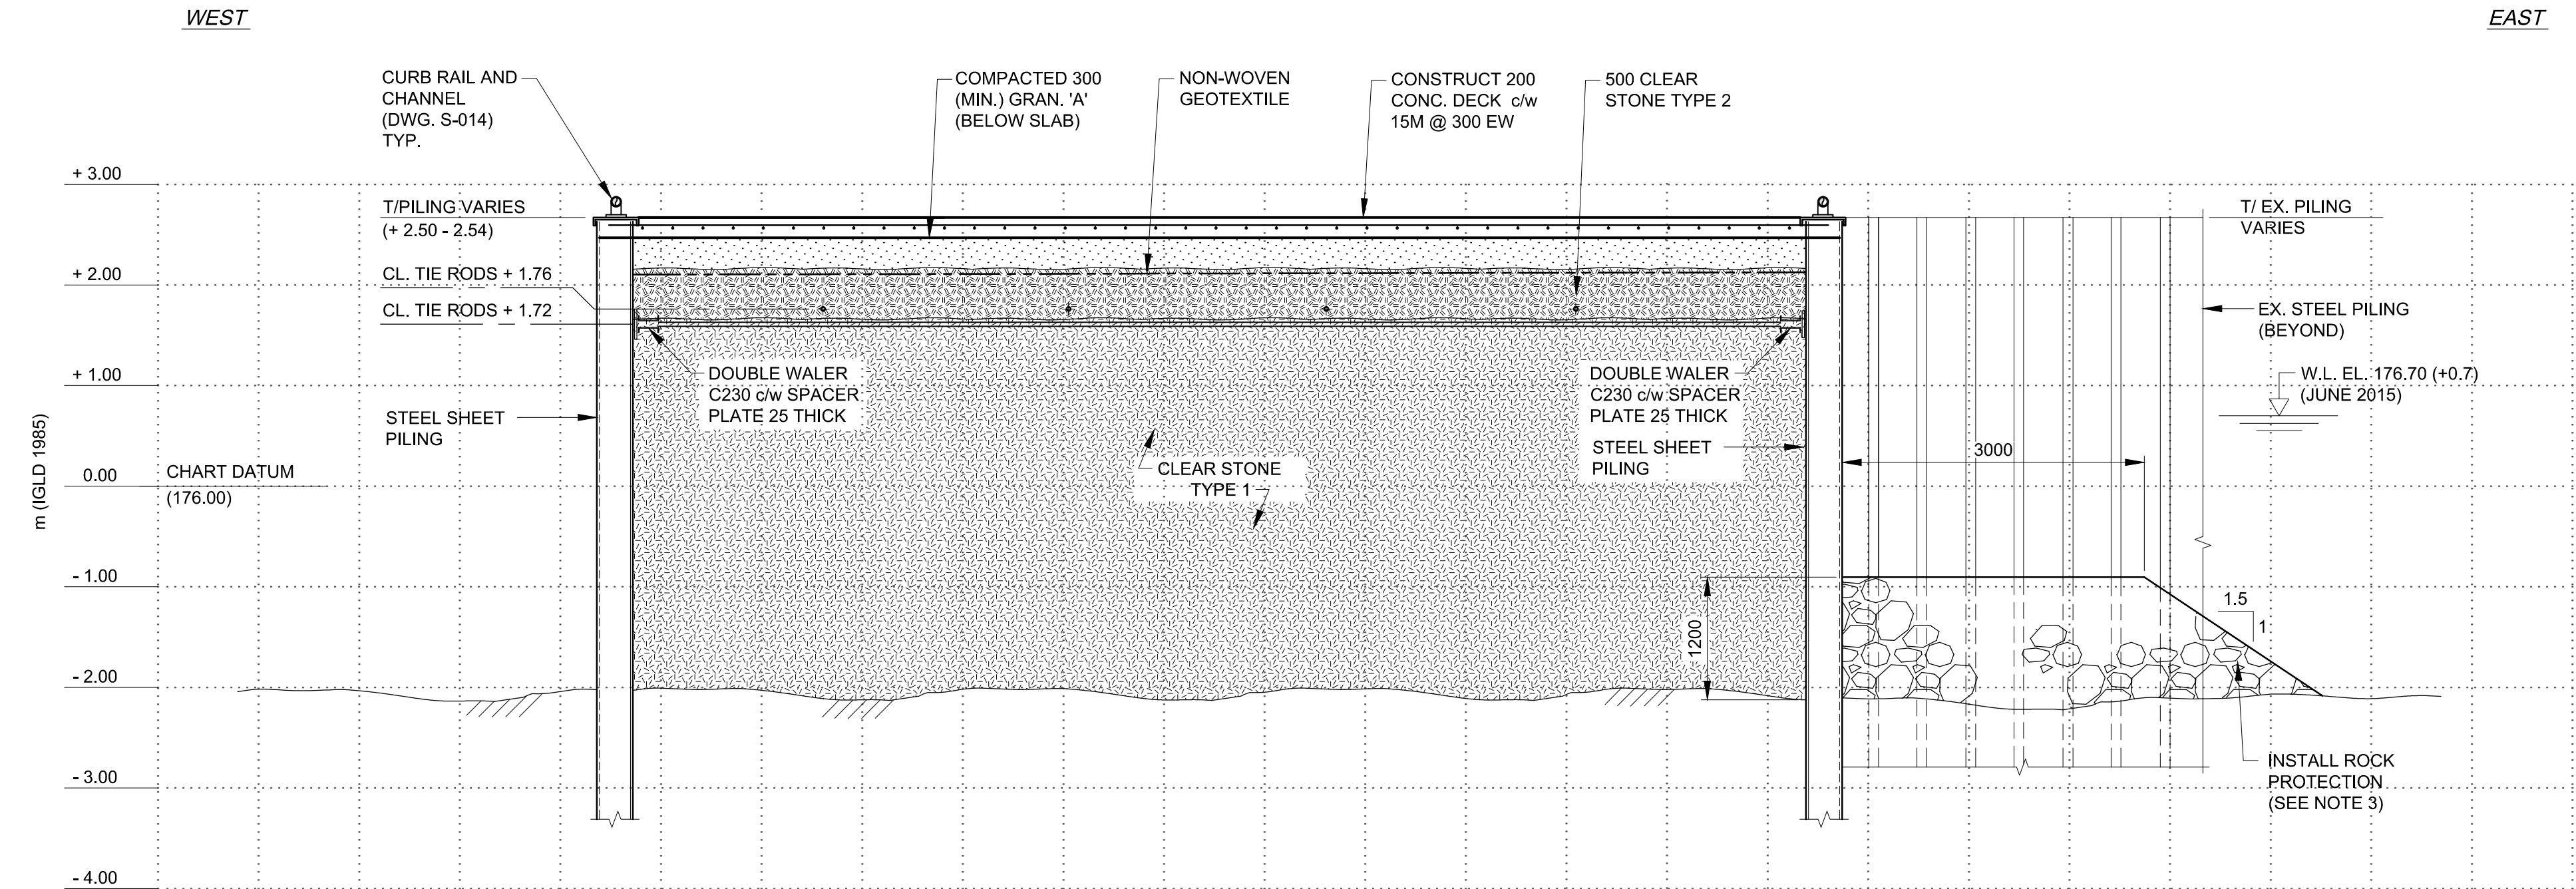 WEST
EAST
CURB RAIL AND
CHANNEL
(DWG. S-014)
TYP.
COMPACTED 300
(MIN.) GRAN. 'A'
(BELOW SLAB)
NON-WOVEN
GEOTEXTILE
CONSTRUCT 200
CONC. DECK c/w
15M @ 300 EW
500 CLEAR
STONE TYPE 2
+ 3.00
T/PILING VARIES
(+ 2.50 - 2.54)
T/ EX. PILING
VARIES
+ 2.00
CL. TIE RODS + 1.76
CL. TIE RODS + 1.72
EX. STEEL PILING
(BEYOND)
+ 1.00
DOUBLE WALER
C230 c/w SPACER
PLATE 25 THICK
DOUBLE WALER
C230 c/w SPACER
PLATE 25 THICK
W.L. EL. 176.70 (+0.7)
(JUNE 2015)
STEEL SHEET
PILING
STEEL SHEET
PILING
m (IGLD 1985)
0.00
CHART DATUM
(176.00)
CLEAR STONE
TYPE 1
3000
- 1.00
1200
1.5
1
- 2.00
- 3.00
INSTALL ROCK
PROTECTION
(SEE NOTE 3)
- 4.00